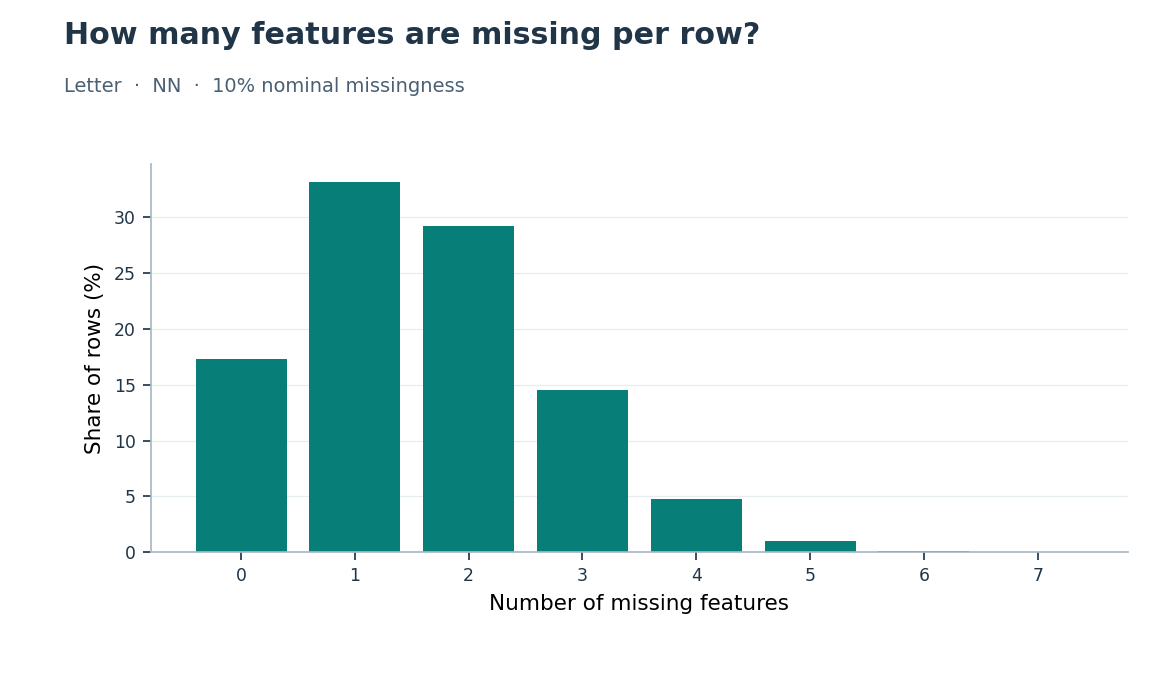 How many features are missing per row?
Letter · NN · 10% nominal missingness
Share of rows (%)
30
25
20
15
10
5
0
0 1 2 3 4 5 6 7
Number of missing features